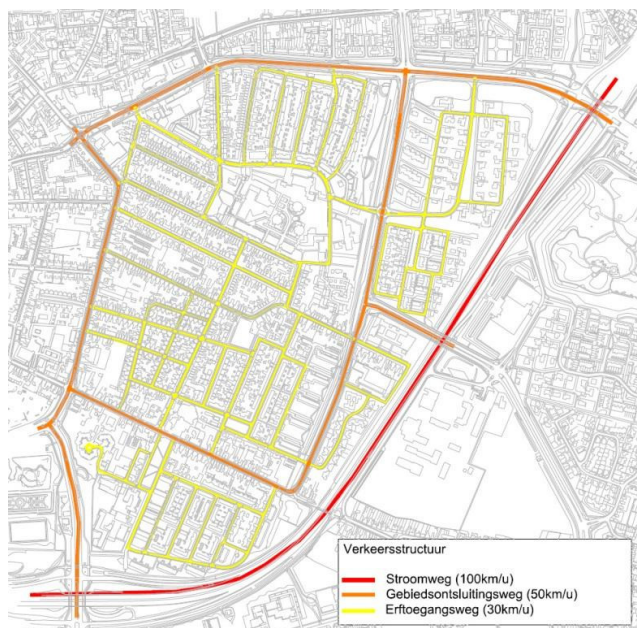 Verkeersstructuur
Stroomweg (100km/u)
Gebiedsontsluitingsweg (50km/u)
Erftoegangsweg (30km/u)